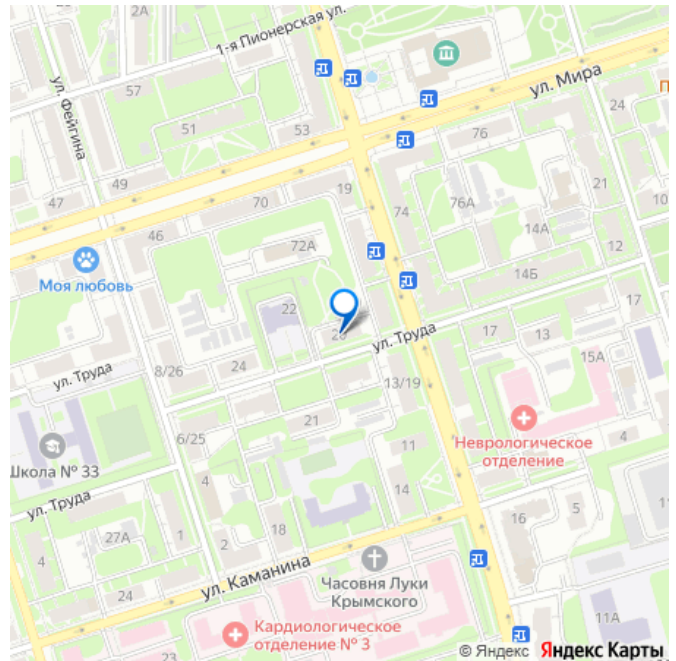 2А
1-я Пионерская ул.
ул. Фейгина
57
51
53
ул. Мира
76
24
49
47
70
19
74
76А
21
10
46
72А
14А
12
Моя любовь
22
14Б
17
ул. Труда
17
13
15А
ул. Труда
8/26
24
13/19
21
6/25
11
Неврологическое
отделение
4
Школа № 33
4
14
ул. Труда
16
5
27А
1
18
2
4
ул. Каманина
Часовня Луки
Крымского
24
11А
Кардиологическое
отделение № 3
23
© Яндекс
Яндекс Карты